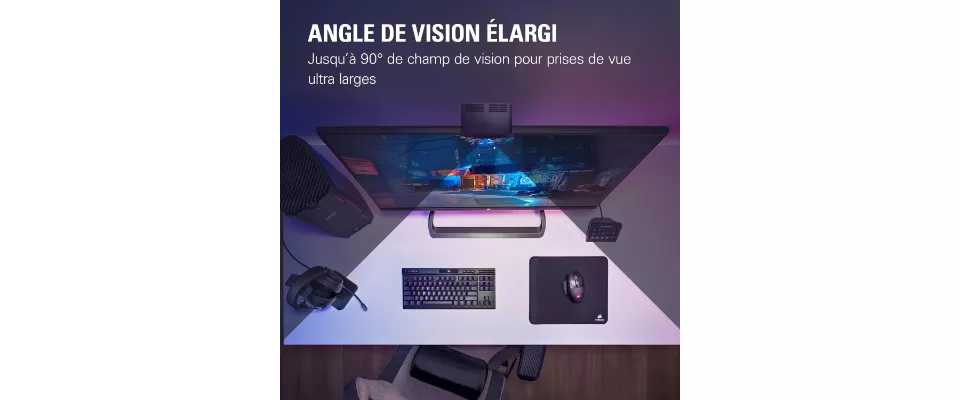 ANGLE DE VISION ÉLARGI
Jusqu'à 90° de champ de vision pour prises de vue
ultra larges